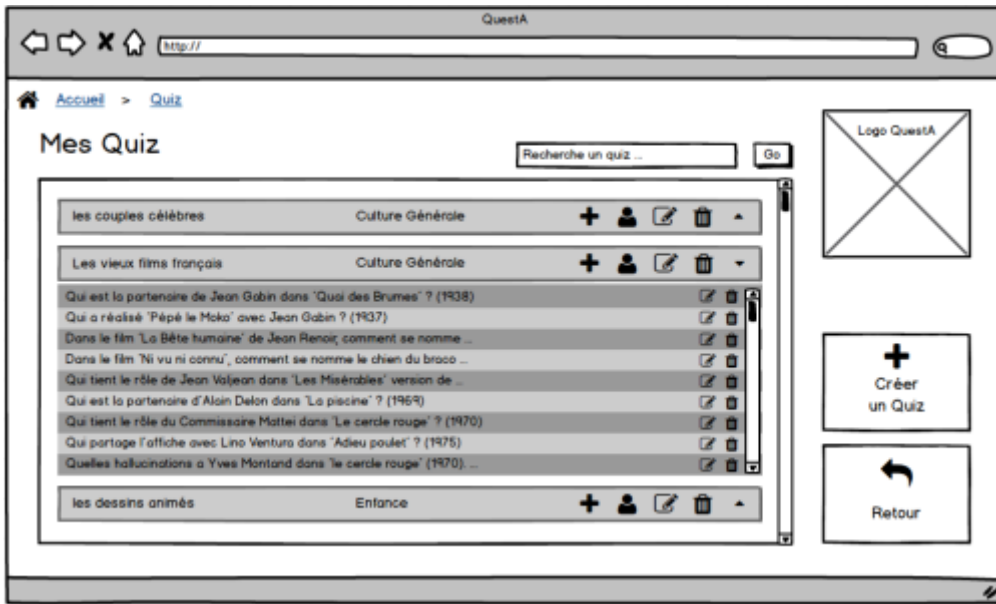 QuestA
http://
Accueil > Quiz
Mes Quiz
Recherche un quiz ...
Go
Logo QuestA
les couples célèbres Culture Générale
Les vieux films français Culture Générale
Qui est la partenaire de Jean Gabin dans 'Quai des Brumes' ? (1938)
Qui a réalisé 'Pépé le Moko' avec Jean Gabin ? (1937)
Dans le film 'La Bête humaine' de Jean Renoir, comment se nomme ...
Dans le film 'Ni vu ni connu', comment se nomme le chien du braco ...
Qui tient le rôle de Jean Valjean dans 'Les Misérables' version de ...
Qui est la partenaire d'Alain Delon dans 'La piscine' ? (1969)
Qui tient le rôle du Commissaire Mattei dans 'Le cercle rouge' ? (1970)
Qui partage l'affiche avec Lino Ventura dans 'Adieu poulet' ? (1975)
Quelles hallucinations a Yves Montand dans 'le cercle rouge' (1970). ...
les dessins animés Enfance
Créer
un Quiz
Retour